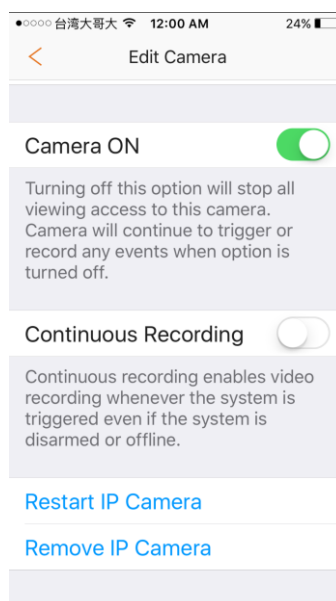 台湾大哥大 12:00 AM 24%
Edit Camera
Camera ON
Turning off this option will stop all
viewing access to this camera.
Camera will continue to trigger or
record any events when option is
turned off.
Continuous Recording
Continuous recording enables video
recording whenever the system is
triggered even if the system is
disarmed or offline.
Restart IP Camera
Remove IP Camera